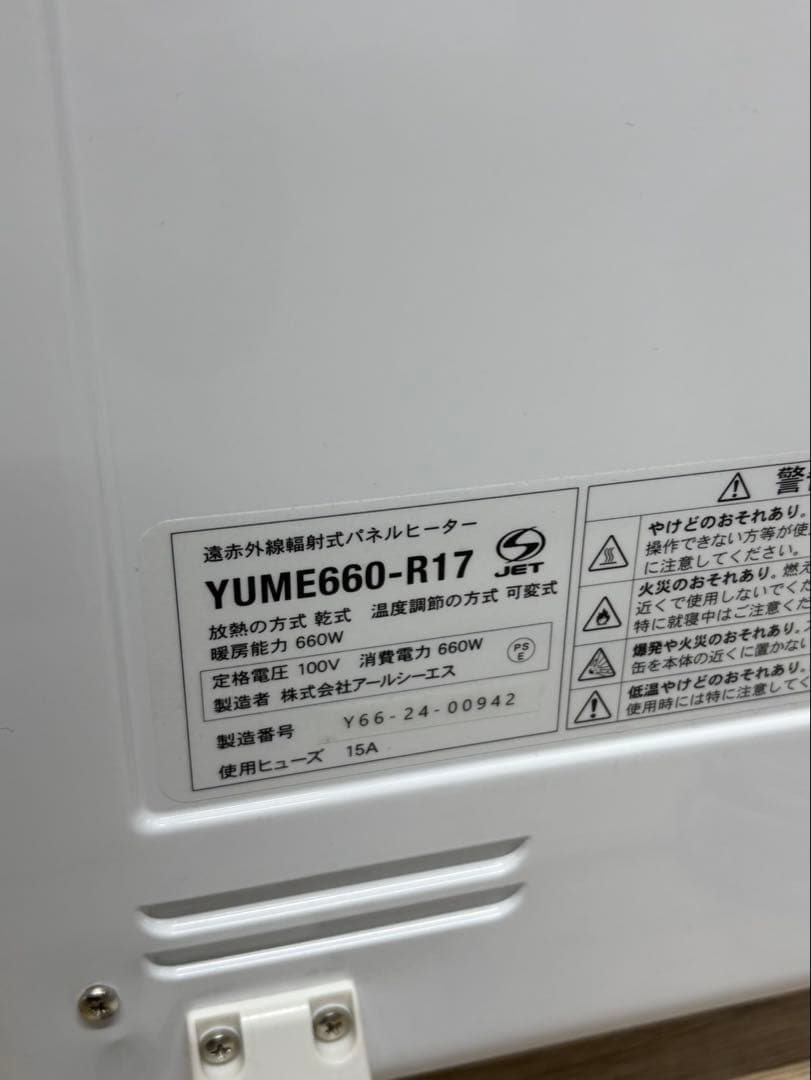 遠赤外線輻射式パネルヒーター
YUME660-R17
JET
放熱の方式 乾式　温度調節の方式 可変式
暖房能力 660W
定格電圧 100V　消費電力 660W
PS
E
製造者 株式会社アールシーエス
製造番号 Y66-24-00942
使用ヒューズ 15A
警
やけどのおそれあり。
操作できない方等が使
に注意してください。
火災のおそれあり。燃え
近くで使用しないでくだ
特に就寝中はご注意くだ
爆発や火災のおそれあり。
缶を本体の近くに置かない
低温やけどのおそれあり。
使用時には特に注意してく